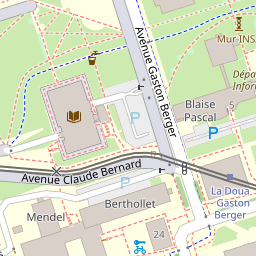 Avenue Gaston Berger
Mur INS
Dépa
Infor
Blaise
Pascal
5
P
P
Avenue Claude Bernard
P
La Doua
Gaston
Berger
Mendel
Berthollet
24